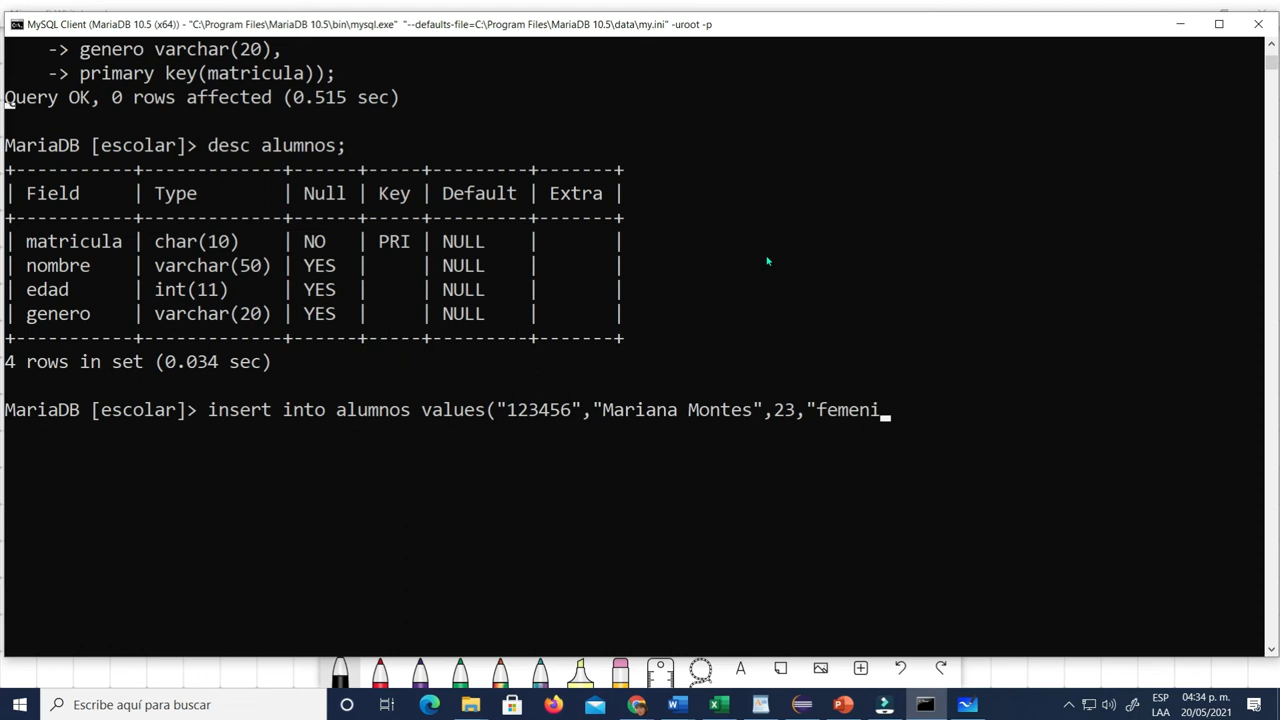 MySQL Client (MariaDB 10.5 (x64)) - "C:\Program Files\MariaDB 10.5\bin\mysql.exe" "--defaults-file=C:\Program Files\MariaDB 10.5\data\my.ini" -uroot -p
-> genero varchar(20),
-> primary key(matricula));
Query OK, 0 rows affected (0.515 sec)
MariaDB [escolar]> desc alumnos;
+-----------+-------------+------+-----+---------+-------+
| Field | Type | Null | Key | Default | Extra |
+-----------+-------------+------+-----+---------+-------+
| matricula | char(10) | NO | PRI | NULL | |
| nombre | varchar(50) | YES | | NULL | |
| edad | int(11) | YES | | NULL | |
| genero | varchar(20) | YES | | NULL | |
+-----------+-------------+------+-----+---------+-------+
4 rows in set (0.034 sec)
MariaDB [escolar]> insert into alumnos values("123456","Mariana Montes",23,"femeni_
Escribe aquí para buscar
ESP 04:34 p. m.
LAA 20/05/2021